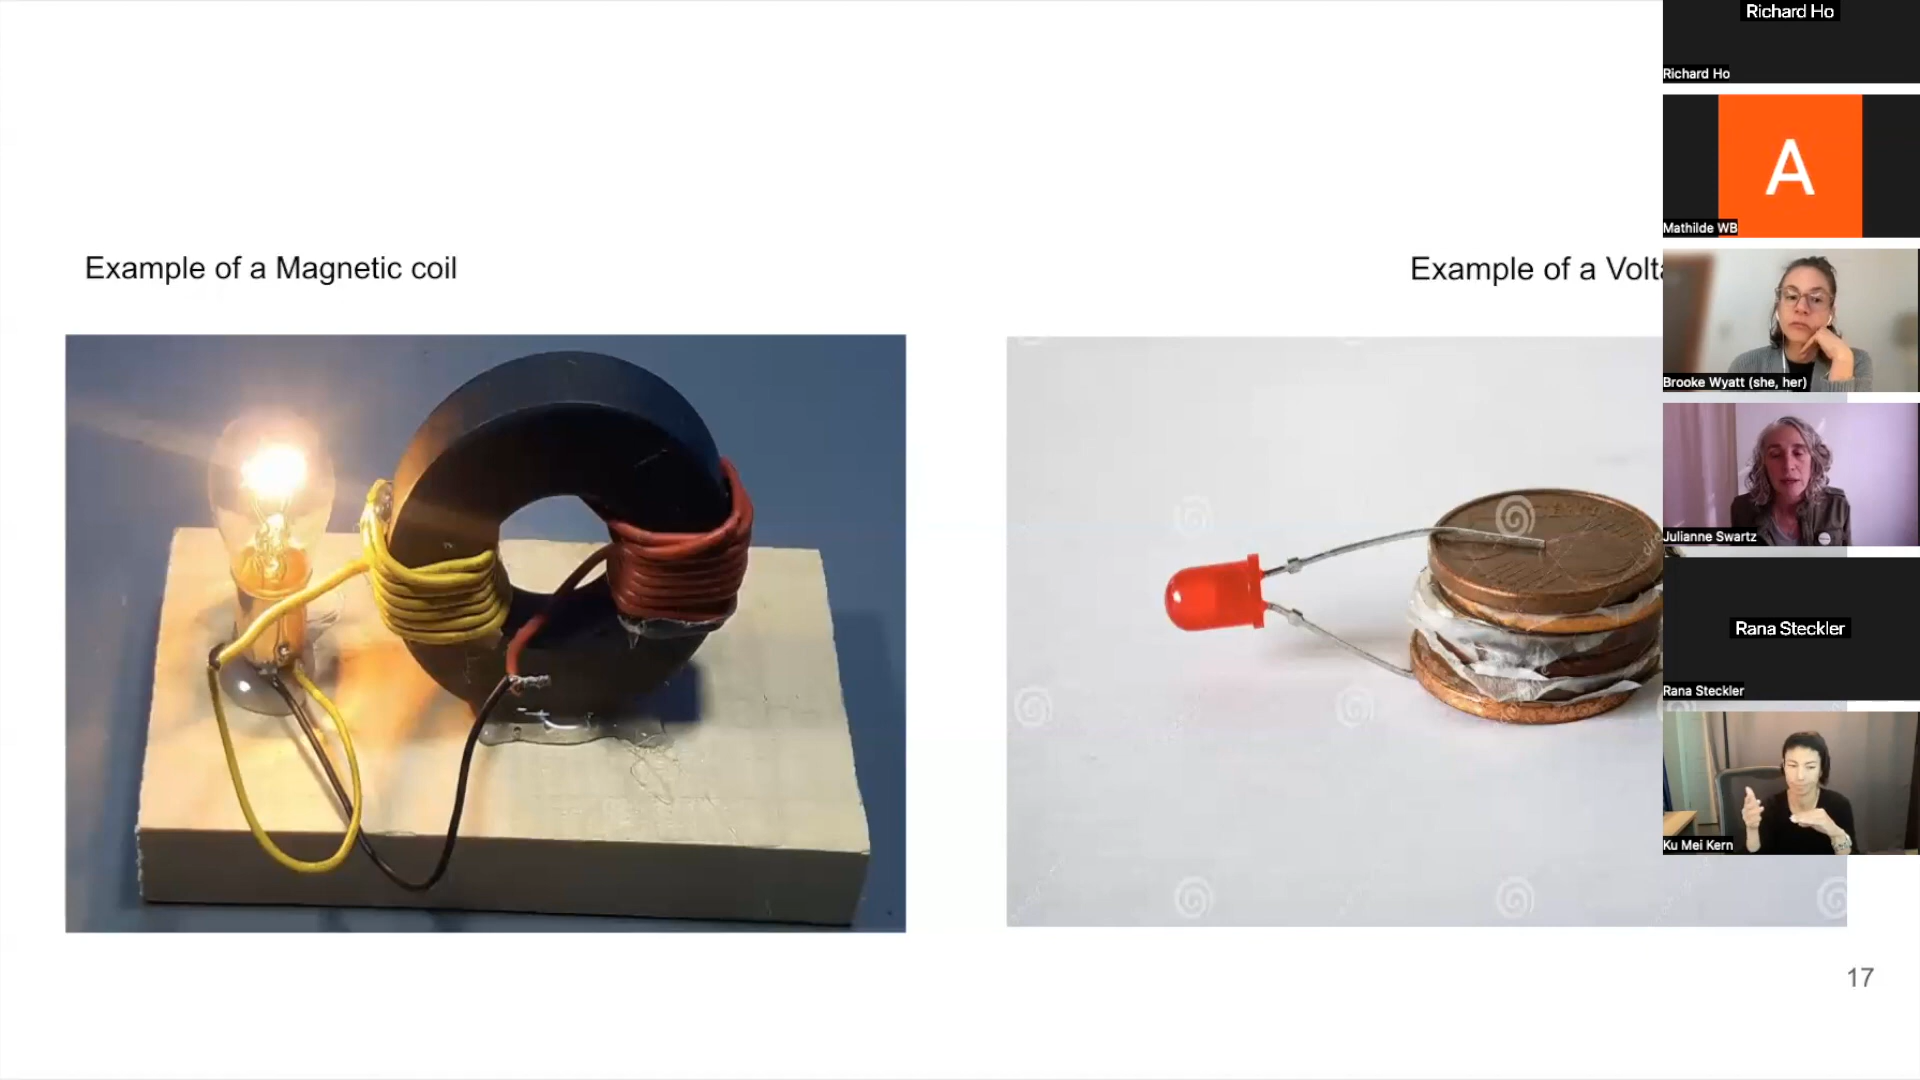 Example of a Magnetic coil
Example of a Volta
17
Richard Ho
Richard Ho
A
Mathilde WB
Brooke Wyatt (she, her)
Julianne Swartz
Rana Steckler
Rana Steckler
Ku Mei Kern